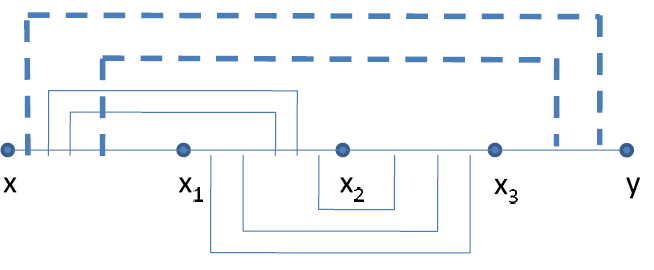 x x₁ x₂ x₃ y